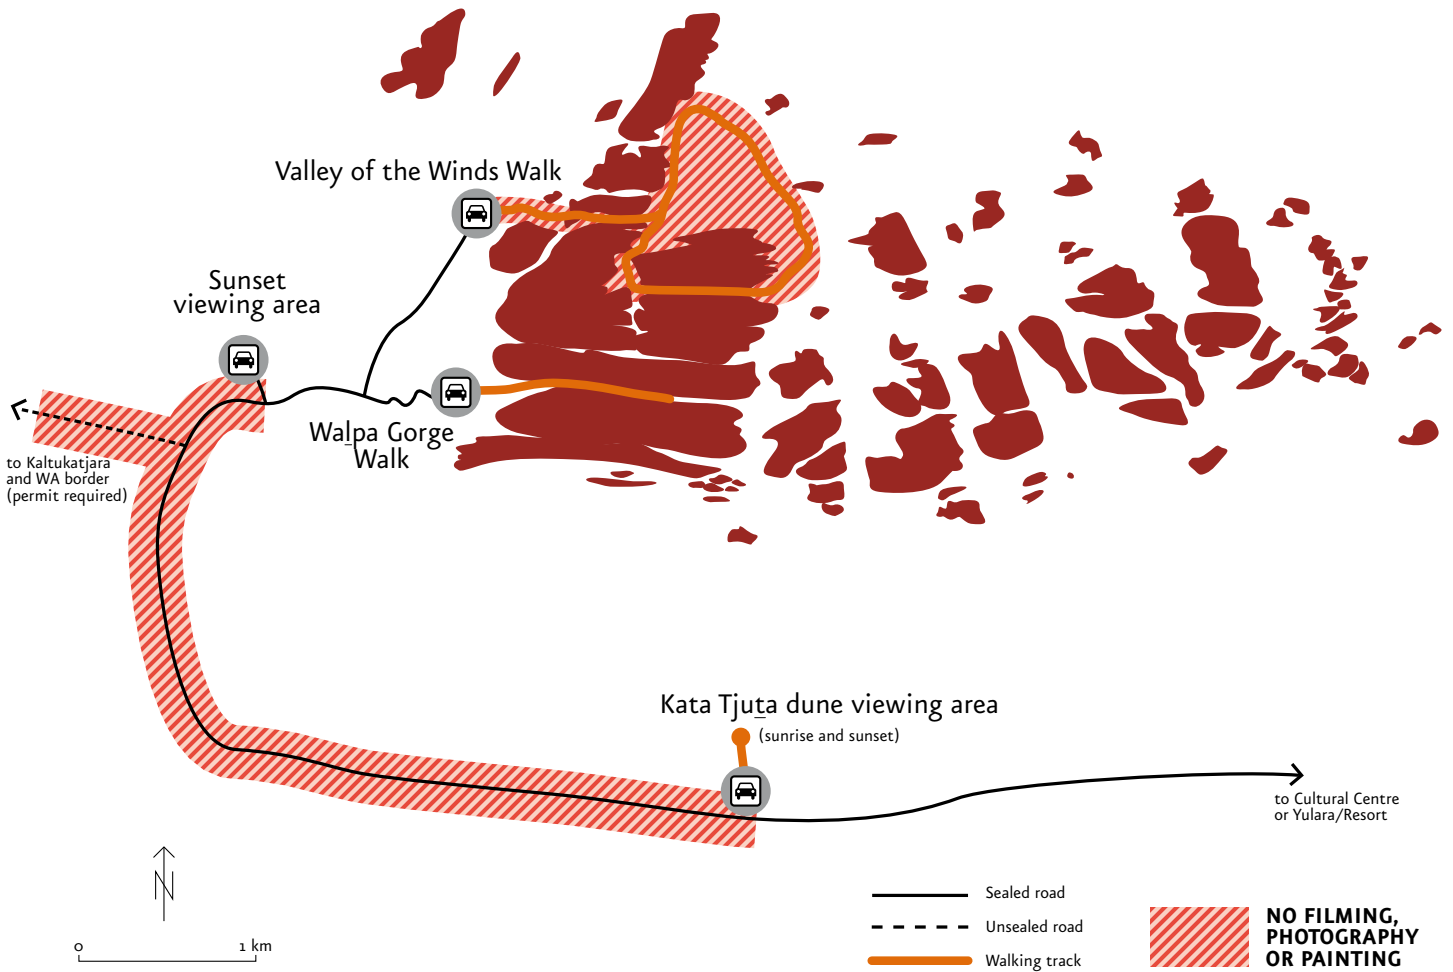 Valley of the Winds Walk
Sunset
viewing area
Walpa Gorge
Walk
to Kaltukatjara
and WA border
(permit required)
Kata Tjuṯa dune viewing area
(sunrise and sunset)
to Cultural Centre
or Yulara/Resort
N
0 1 km
Sealed road
Unsealed road
Walking track
NO FILMING,
PHOTOGRAPHY
OR PAINTING